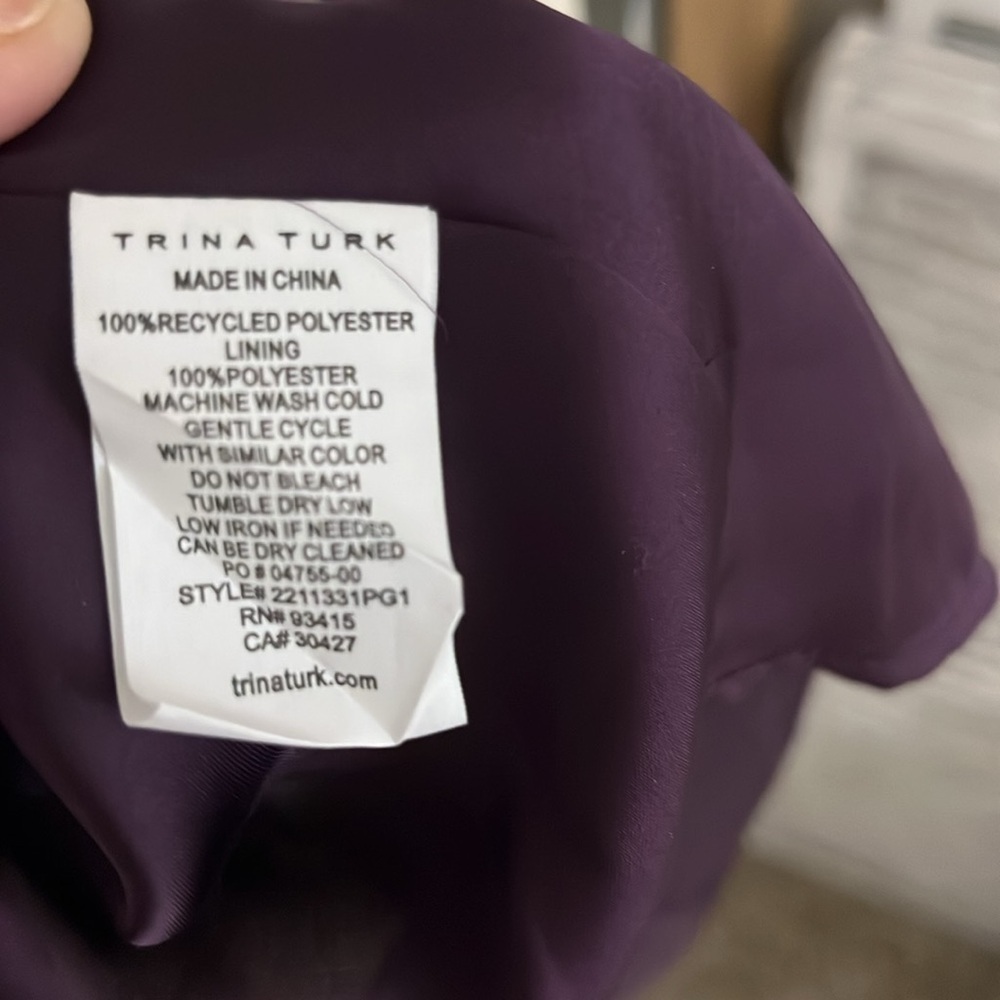 TRINA TURK
MADE IN CHINA
100%RECYCLED POLYESTER
LINING
100%POLYESTER
MACHINE WASH COLD
GENTLE CYCLE
WITH SIMILAR COLOR
DO NOT BLEACH
TUMBLE DRY LOW
LOW IRON IF NEEDED
CAN BE DRY CLEANED
PO # 04755-00
STYLE# 2211331PG1
RN# 93415
CA# 30427
trinaturk.com